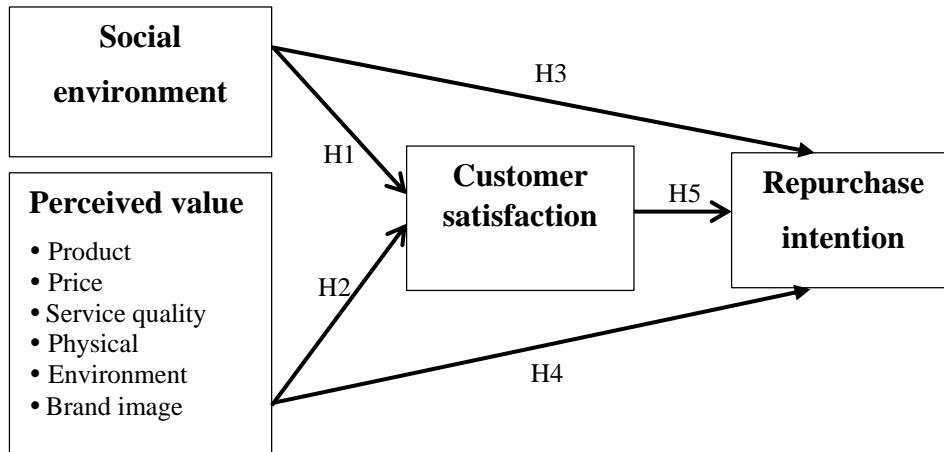 Social
environment
H3
H1
Customer
satisfaction
H5
Repurchase
intention
Perceived value
• Product
• Price
• Service quality
• Physical
• Environment
• Brand image
H2
H4